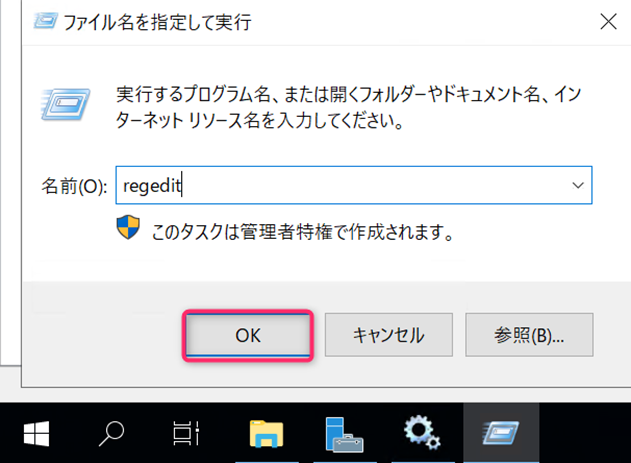 ファイル名を指定して実行
実行するプログラム名、または開くフォルダーやドキュメント名、イン
ターネット リソース名を入力してください。
名前(O): regedit
このタスクは管理者特権で作成されます。
OK キャンセル 参照(B)...